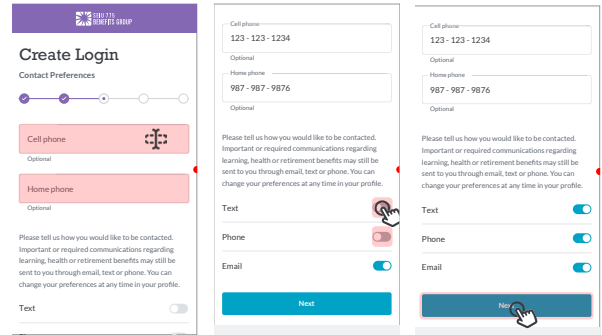 SEIU 775
BENEFITS GROUP
Create Login
Contact Preferences
Cell phone
Optional
Home phone
Optional
Please tell us how you would like to be contacted.
Important or required communications regarding
learning, health or retirement benefits may still be
sent to you through email, text or phone. You can
change your preferences at any time in your profile.
Text
Cell phone
123 - 123 - 1234
Optional
Home phone
987 - 987 - 9876
Optional
Please tell us how you would like to be contacted.
Important or required communications regarding
learning, health or retirement benefits may still be
sent to you through email, text or phone. You can
change your preferences at any time in your profile.
Text
Phone
Email
Next
Cell phone
123 - 123 - 1234
Optional
Home phone
987 - 987 - 9876
Optional
Please tell us how you would like to be contacted.
Important or required communications regarding
learning, health or retirement benefits may still be
sent to you through email, text or phone. You can
change your preferences at any time in your profile.
Text
Phone
Email
Next